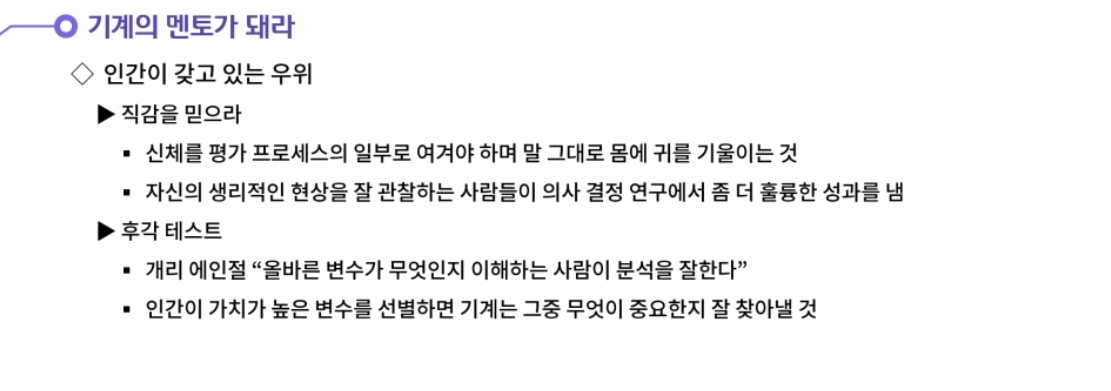 기계의 멘토가 돼라
◇ 인간이 갖고 있는 우위
▶ 직감을 믿으라
▪ 신체를 평가 프로세스의 일부로 여겨야 하며 말 그대로 몸에 귀를 기울이는 것
▪ 자신의 생리적인 현상을 잘 관찰하는 사람들이 의사 결정 연구에서 좀 더 훌륭한 성과를 냄
▶ 후각 테스트
▪ 개리 에인절 “올바른 변수가 무엇인지 이해하는 사람이 분석을 잘한다”
▪ 인간이 가치가 높은 변수를 선별하면 기계는 그중 무엇이 중요한지 잘 찾아낼 것